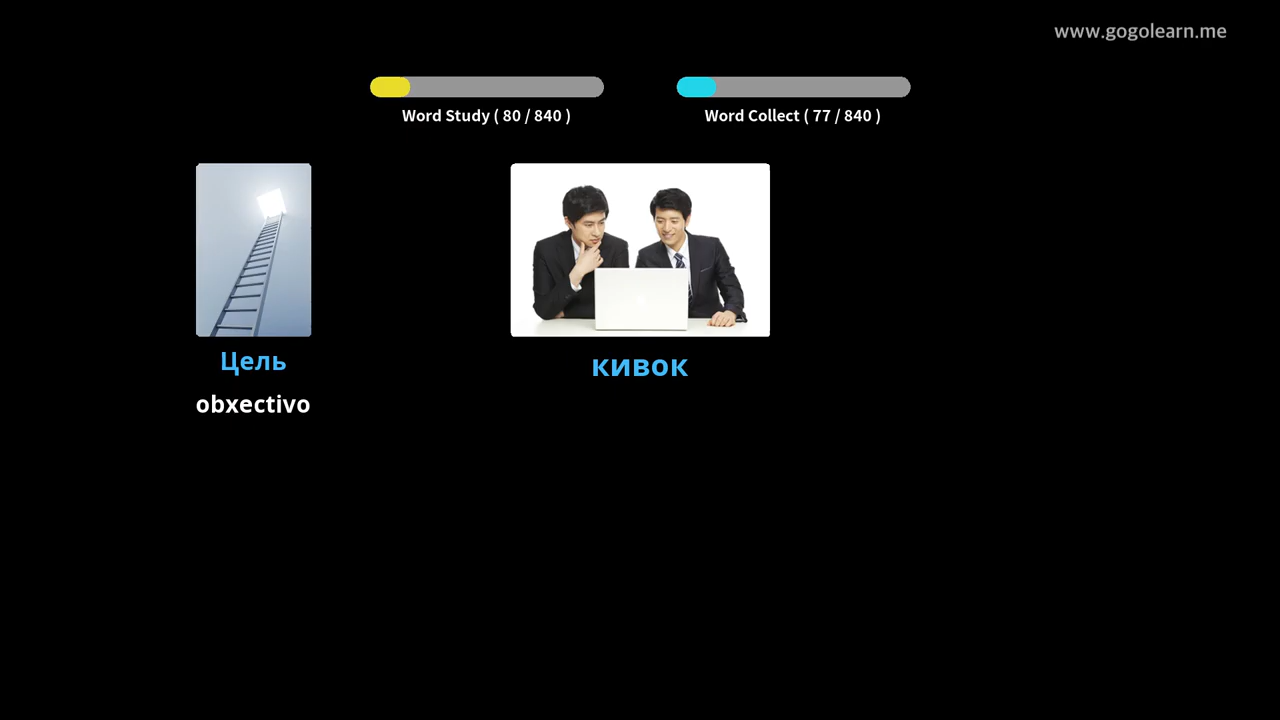 www.gogolearn.me
Word Study ( 80 / 840 )
Word Collect ( 77 / 840 )
Цель
obxectivo
кивок